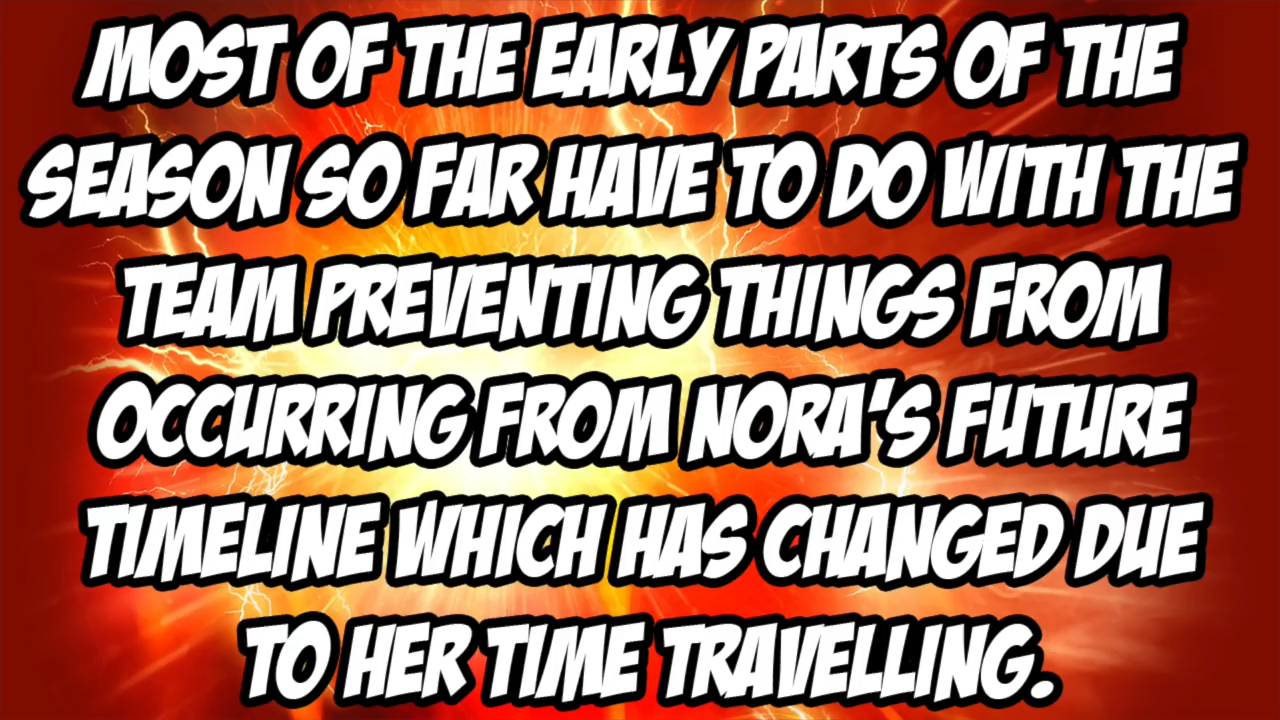 MOST OF THE EARLY PARTS OF THE
SEASON SO FAR HAVE TO DO WITH THE
TEAM PREVENTING THINGS FROM
OCCURRING FROM NORA'S FUTURE
TIMELINE WHICH HAS CHANGED DUE
TO HER TIME TRAVELLING.